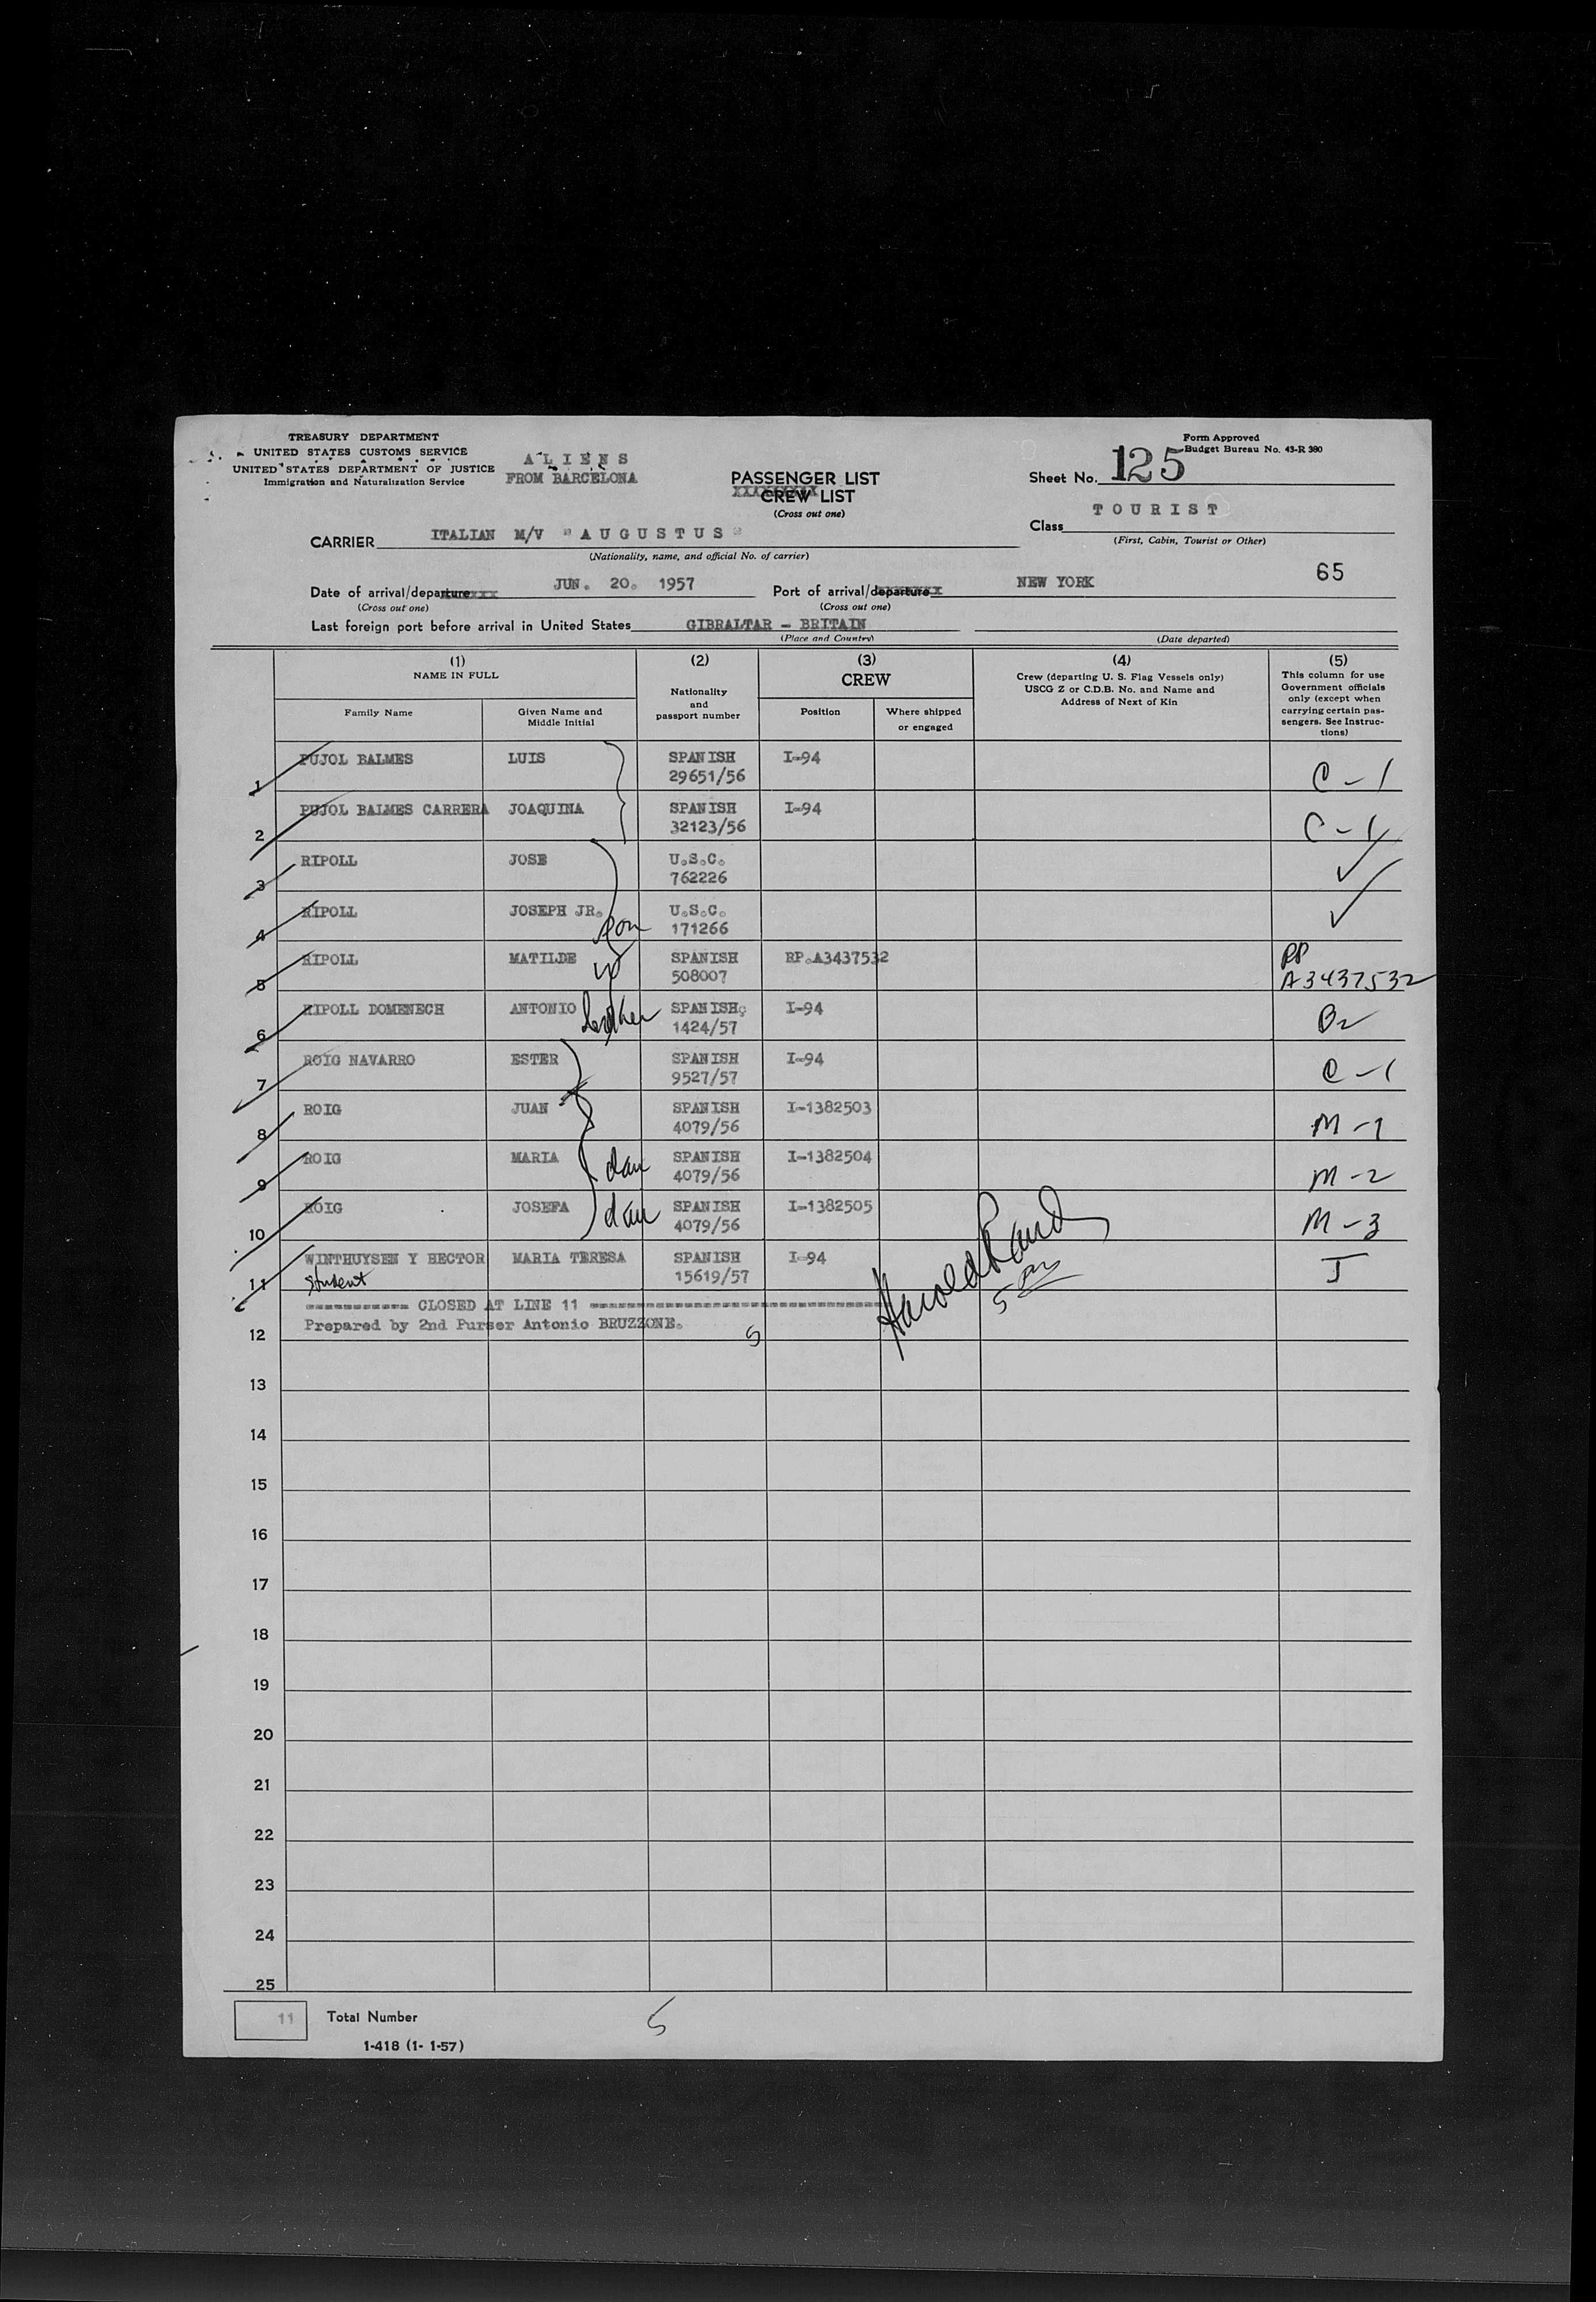 TREASURY DEPARTMENT
UNITED STATES CUSTOMS SERVICE
UNITED STATES DEPARTMENT OF JUSTICE
Immigration and Naturalization Service
ALIENS
FROM BARCELONA
PASSENGER LIST
CREW LIST
(Cross out one)
Form Approved
Budget Bureau No. 43-R 380
Sheet No. 125
Class TOURIST
(First, Cabin, Tourist or Other)
CARRIER ITALIAN M/V "AUGUSTUS"
(Nationality, name, and official No. of carrier)
65
Date of arrival/departure JUN. 20. 1957 Port of arrival/departure NEW YORK
(Cross out one) (Cross out one)
Last foreign port before arrival in United States GIBRALTAR - BRITAIN
(Place and Country) (Date departed)
(1) NAME IN FULL
Family Name
Given Name and Middle Initial
(2) Nationality and passport number
(3) CREW
Position
Where shipped or engaged
(4) Crew (departing U. S. Flag Vessels only) USCG Z or C.D.B. No. and Name and Address of Next of Kin
(5) This column for use Government officials only (except when carrying certain passengers. See Instructions)
1 PUJOL BALMES LUIS SPANISH 29651/56 I-94 C-1
2 PUJOL BALMES CARRERA JOAQUINA SPANISH 32123/56 I-94 C-1
3 RIPOLL JOSE U.S.C. 762226
4 RIPOLL JOSEPH JR. son U.S.C. 171266
5 RIPOLL MATILDE W SPANISH 508007 RP.A3437532 RP A3437532
6 RIPOLL DOMENECH ANTONIO brother SPANISH 1424/57 I-94 B2
7 ROIG NAVARRO ESTER SPANISH 9527/57 I-94 C-1
8 ROIG JUAN SPANISH 4079/56 I-1382503 M-1
9 ROIG MARIA dau SPANISH 4079/56 I-1382504 M-2
10 ROIG JOSEFA dau SPANISH 4079/56 I-1382505 M-3
11 WINTHUYSEN Y HECTOR student MARIA TERESA SPANISH 15619/57 I-94 J
CLOSED AT LINE 11
12 Prepared by 2nd Purser Antonio BRUZZONE.
5
Harold Rand
13
14
15
16
17
18
19
20
21
22
23
24
25
11 Total Number
5
1-418 (1- 1-57)